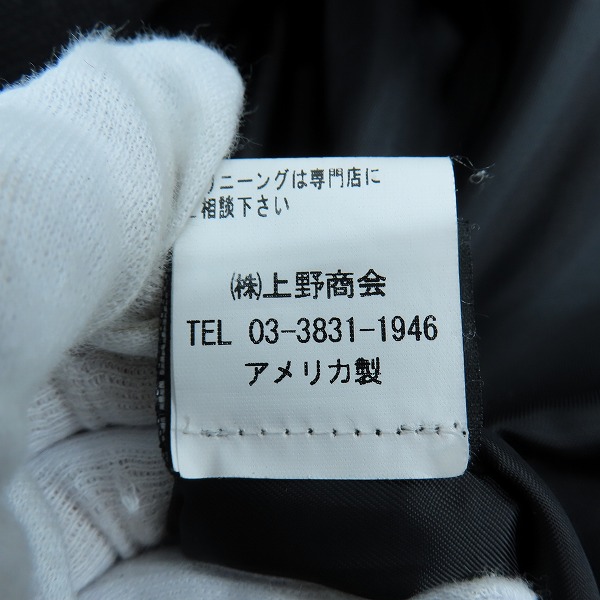 リーニングは専門店に
ご相談下さい
㈱上野商会
TEL 03-3831-1946
アメリカ製